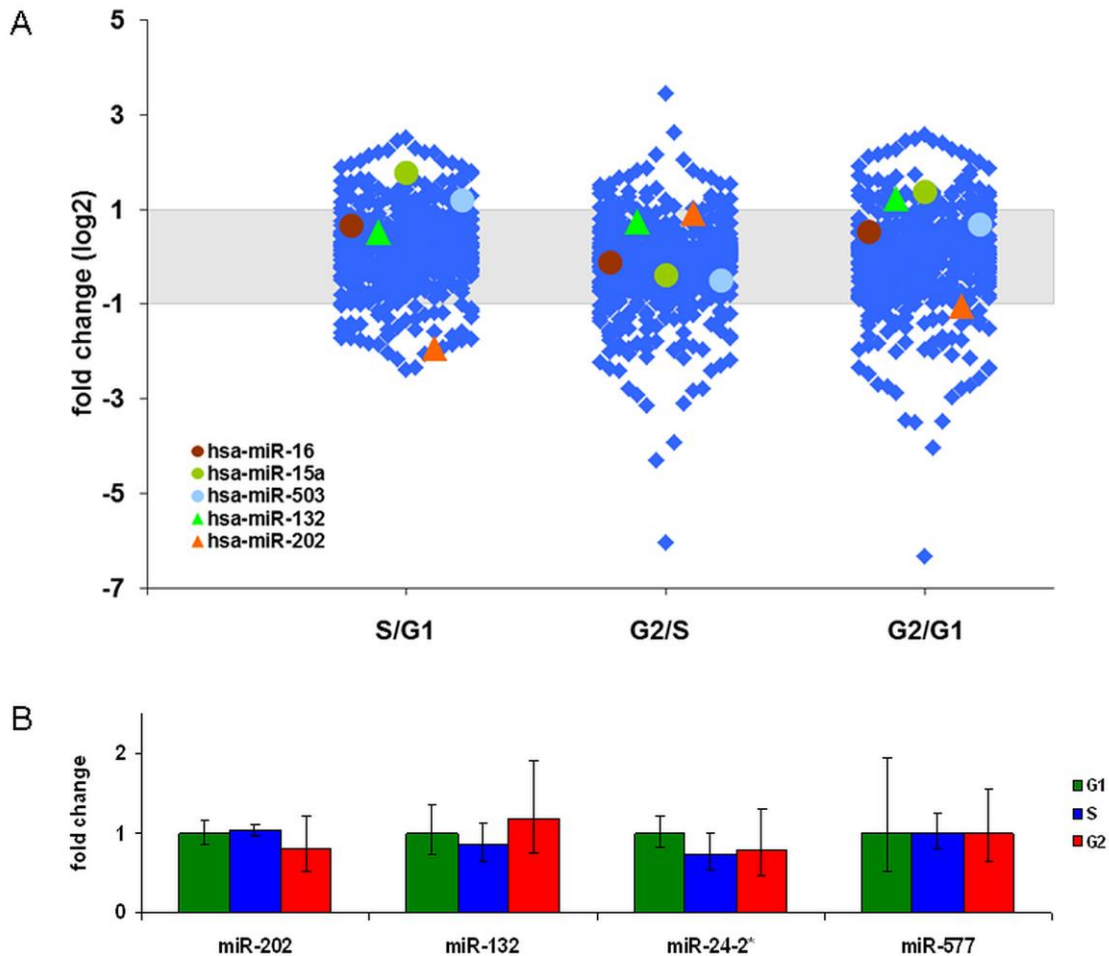 A
5
3
1
-1
-3
-5
-7
fold change (log2)
hsa-miR-16
hsa-miR-15a
hsa-miR-503
hsa-miR-132
hsa-miR-202
S/G1 G2/S G2/G1
B
fold change
2
1
0
G1
S
G2
miR-202 miR-132 miR-24-2* miR-577